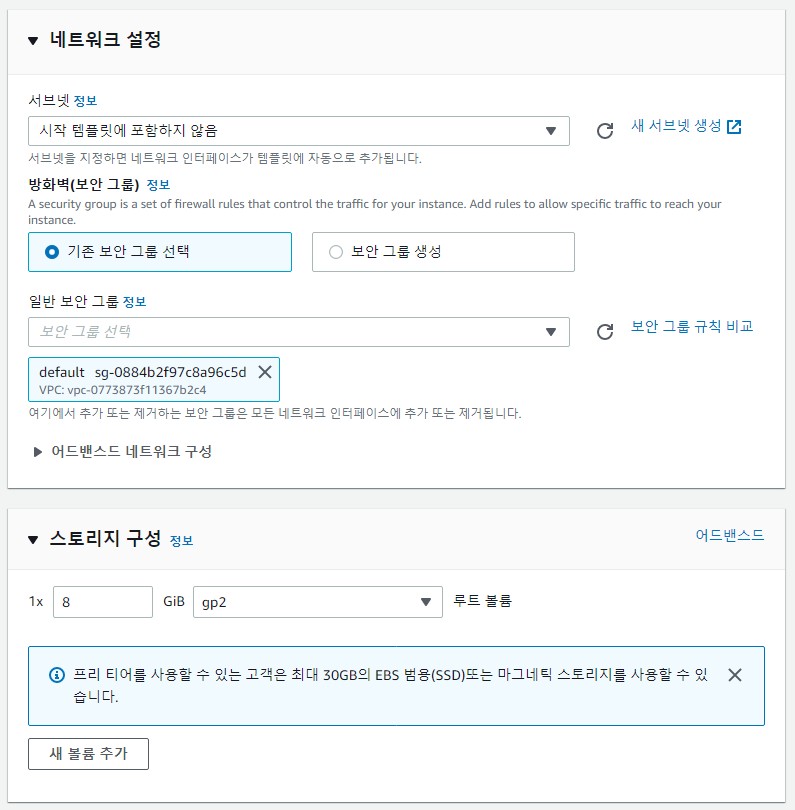 네트워크 설정
서브넷 정보
시작 템플릿에 포함하지 않음
새 서브넷 생성
서브넷을 지정하면 네트워크 인터페이스가 템플릿에 자동으로 추가됩니다.
방화벽(보안 그룹) 정보
A security group is a set of firewall rules that control the traffic for your instance. Add rules to allow specific traffic to reach your
instance.
기존 보안 그룹 선택
보안 그룹 생성
일반 보안 그룹 정보
보안 그룹 선택
보안 그룹 규칙 비교
default sg-0884b2f97c8a96c5d
VPC: vpc-0773873f11367b2c4
여기에서 추가 또는 제거하는 보안 그룹은 모든 네트워크 인터페이스에 추가 또는 제거됩니다.
어드밴스드 네트워크 구성
스토리지 구성 정보
어드밴스드
1x 8 GiB gp2 루트 볼륨
프리 티어를 사용할 수 있는 고객은 최대 30GB의 EBS 범용(SSD)또는 마그네틱 스토리지를 사용할 수 있
습니다.
새 볼륨 추가